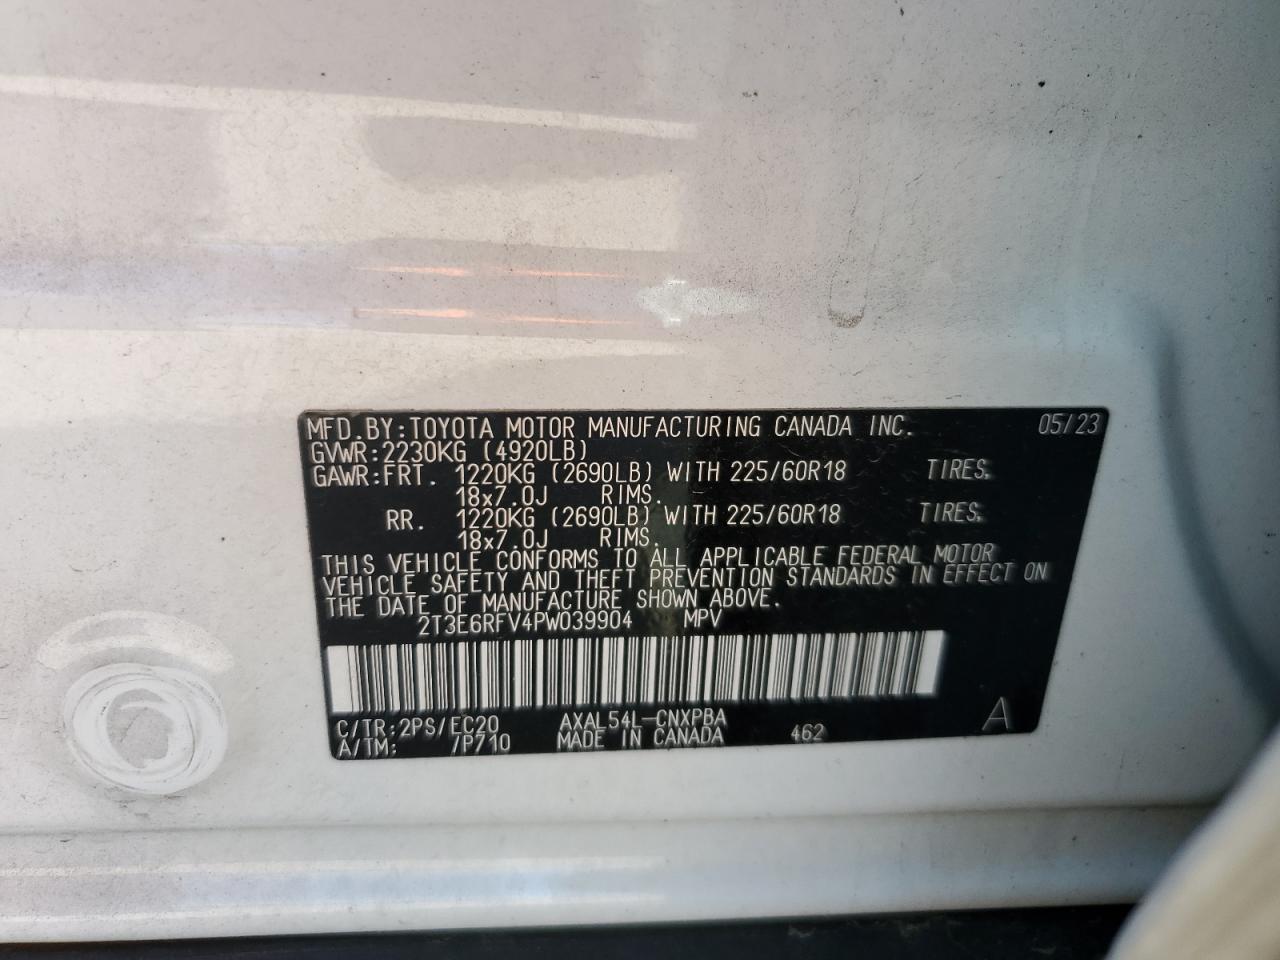 MFD.BY:TOYOTA MOTOR MANUFACTURING CANADA INC. 05/23
GVWR:2230KG (4920LB)
GAWR:FRT. 1220KG (2690LB) WITH 225/60R18 TIRES,
18x7.0J RIMS.
RR. 1220KG (2690LB) WITH 225/60R18 TIRES,
18x7.0J RIMS.
THIS VEHICLE CONFORMS TO ALL APPLICABLE FEDERAL MOTOR
VEHICLE SAFETY AND THEFT PREVENTION STANDARDS IN EFFECT ON
THE DATE OF MANUFACTURE SHOWN ABOVE.
2T3E6RFV4PW039904 MPV
C/TR:2PS/EC20 AXAL54L-CNXPBA A
A/TM: /P710 MADE IN CANADA 462